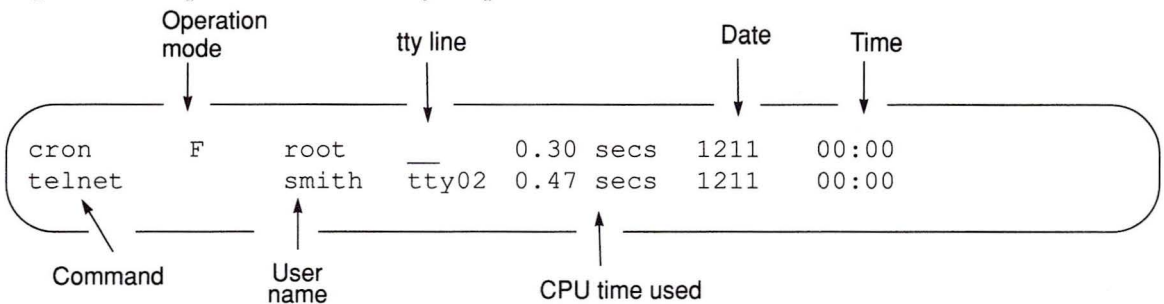 Operation
mode
tty line
Date
Time
cron F root __ 0.30 secs 1211 00:00
telnet smith tty02 0.47 secs 1211 00:00
Command
User
name
CPU time used